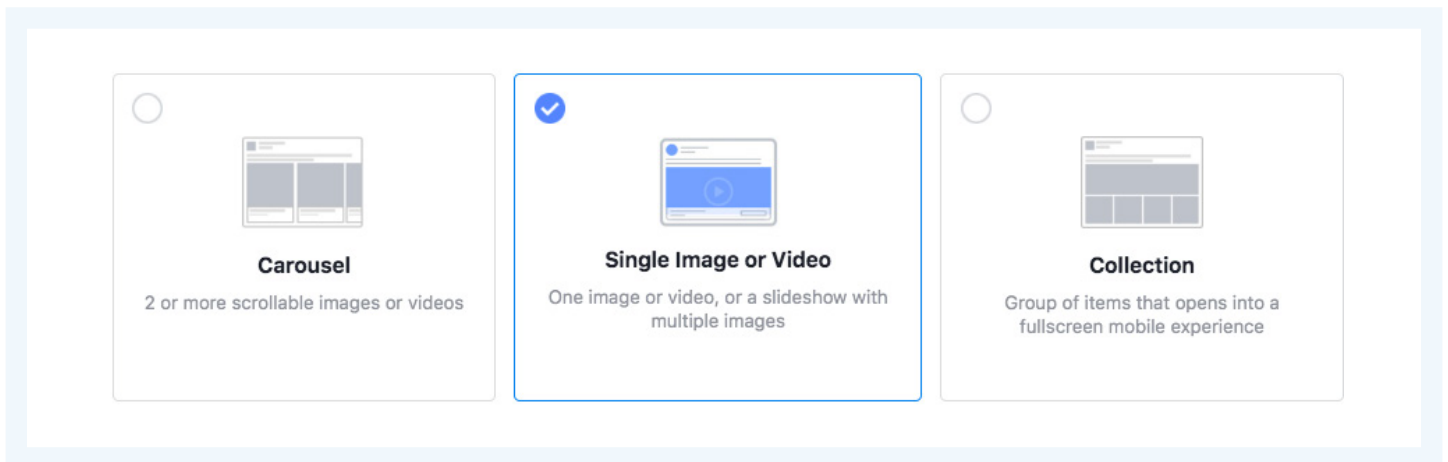 Carousel
2 or more scrollable images or videos
Single Image or Video
One image or video, or a slideshow with
multiple images
Collection
Group of items that opens into a
fullscreen mobile experience